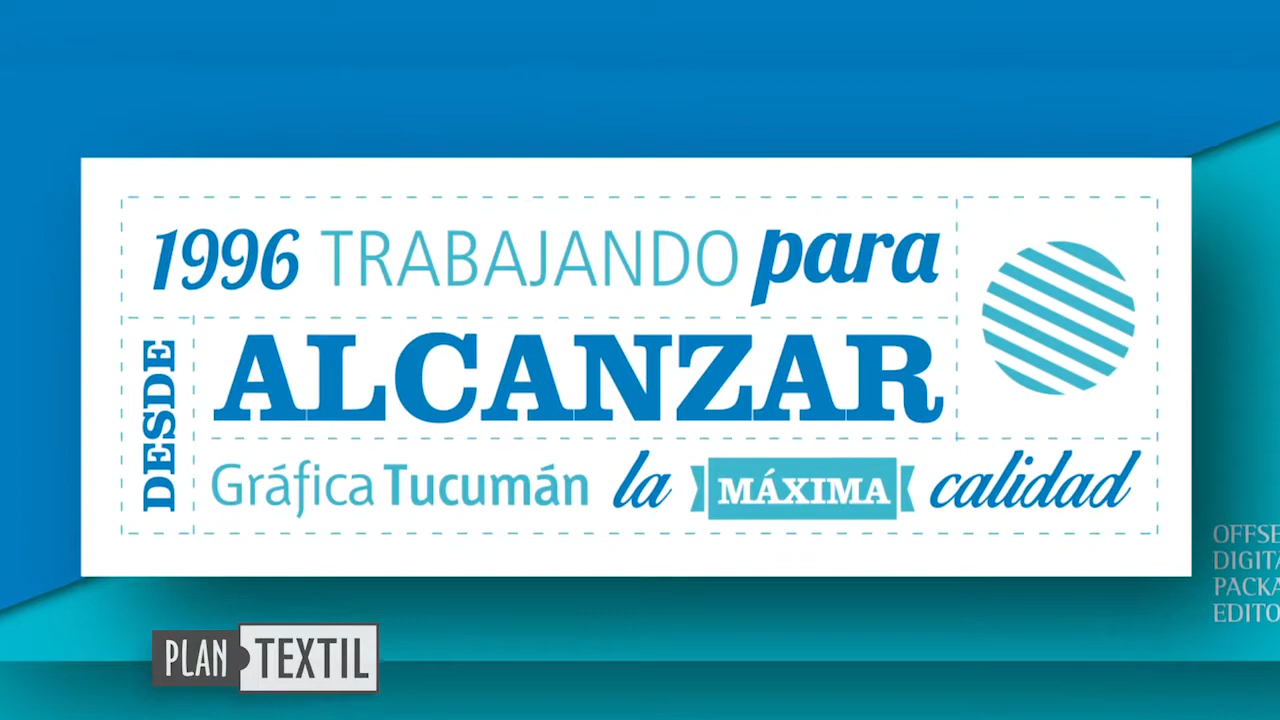 1996 TRABAJANDO para
DESDE
ALCANZAR
Gráfica Tucumán la MÁXIMA calidad
PLAN TEXTIL